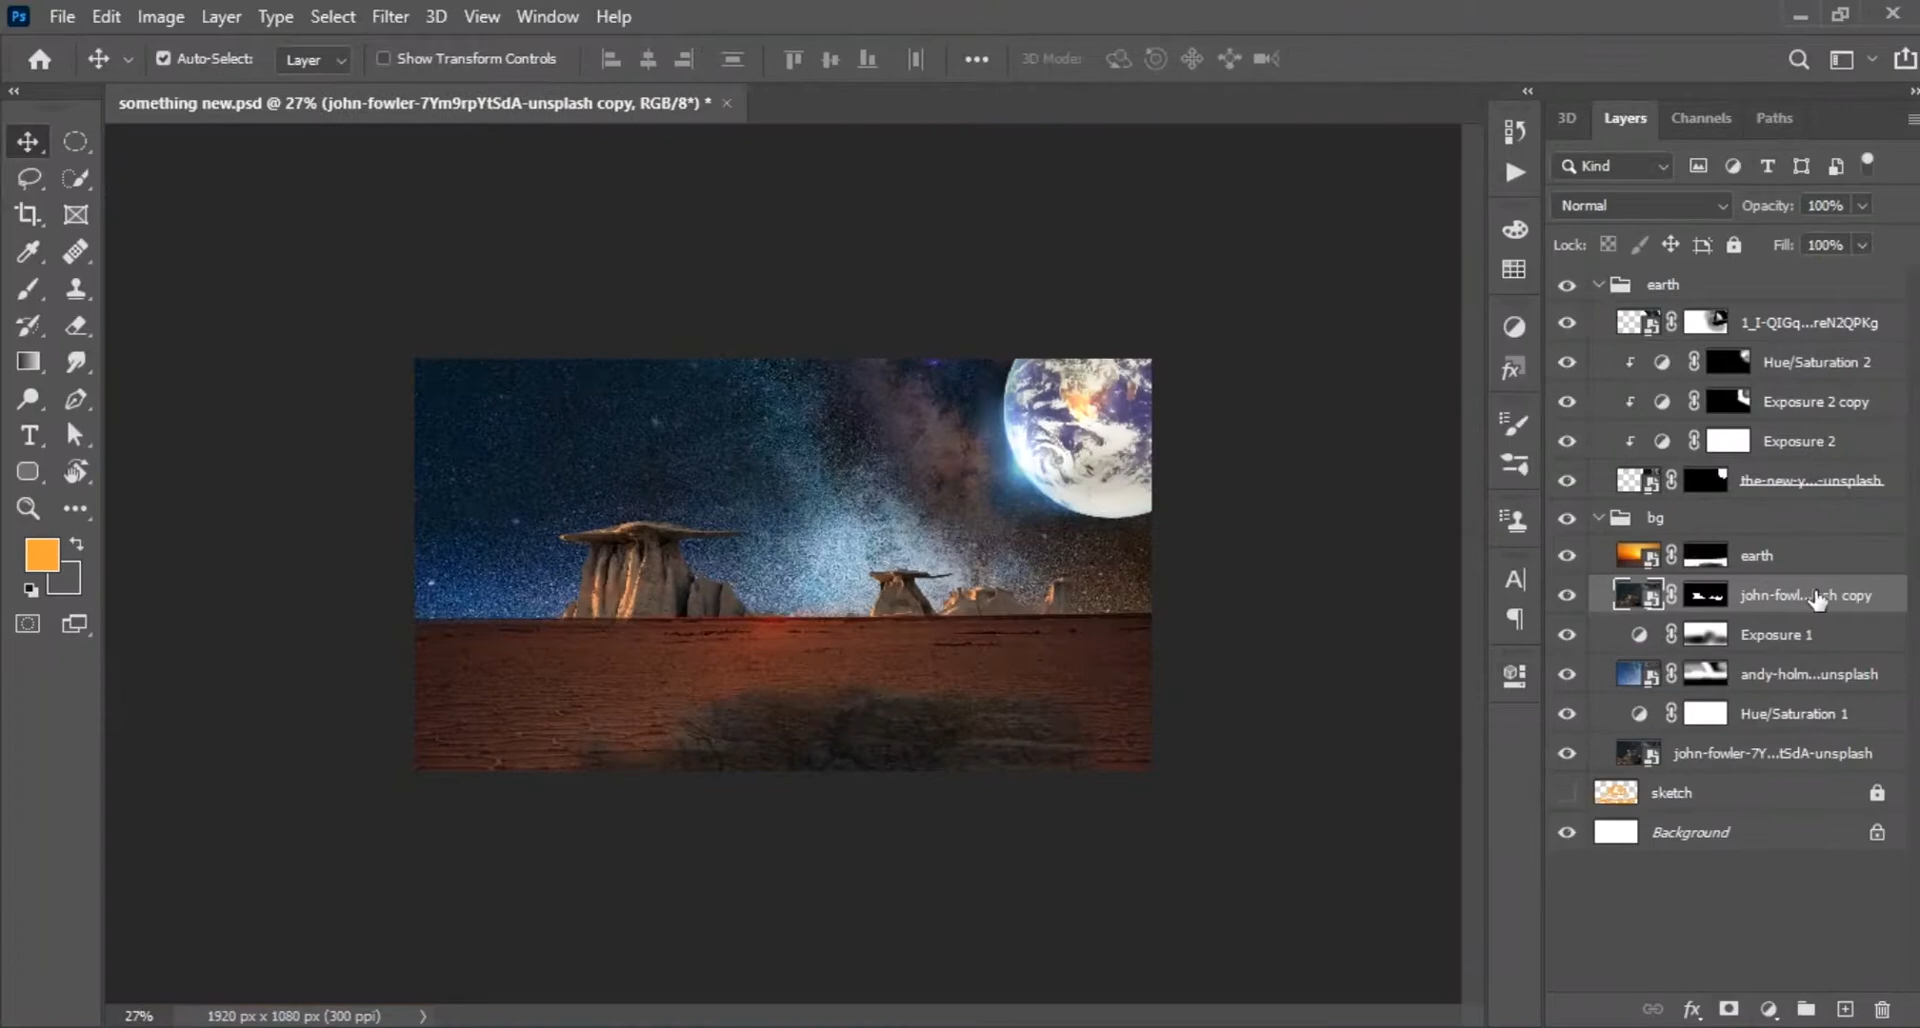 Ps File Edit Image Layer Type Select Filter 3D View Window Help
Auto-Select: Layer Show Transform Controls 3D Mode:
something new.psd @ 27% (john-fowler-7Ym9rpYtSdA-unsplash copy, RGB/8*) *
3D Layers Channels Paths
Kind
Normal Opacity: 100%
Lock: Fill: 100%
earth
1_I-QIGq...reN2QPKg
Hue/Saturation 2
Exposure 2 copy
Exposure 2
the-new-y...-unsplash
bg
earth
john-fowl... copy
Exposure 1
andy-holm...unsplash
Hue/Saturation 1
john-fowler-7Y...tSdA-unsplash
sketch
Background
27% 1920 px x 1080 px (300 ppi)